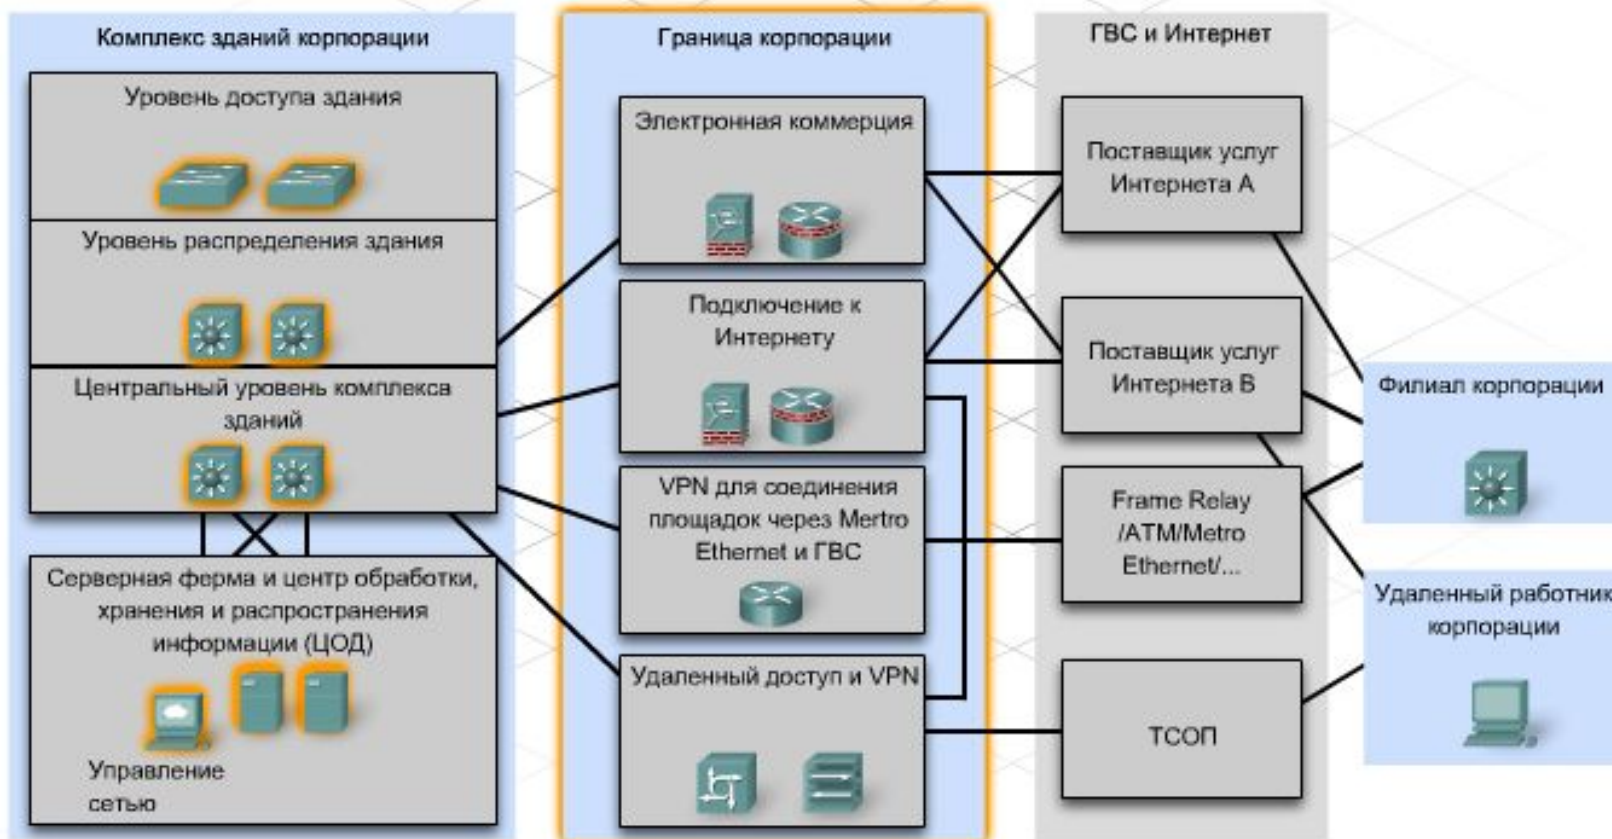 Комплекс зданий корпорации
Уровень доступа здания
Уровень распределения здания
Центральный уровень комплекса
зданий
Серверная ферма и центр обработки,
хранения и распространения
информации (ЦОД)
Управление
сетью
Граница корпорации
Электронная коммерция
Подключение к
Интернету
VPN для соединения
площадок через Mertro
Ethernet и ГВС
Удаленный доступ и VPN
ГВС и Интернет
Поставщик услуг
Интернета А
Поставщик услуг
Интернета В
Frame Relay
/ATM/Metro
Ethernet/...
ТСОП
Филиал корпорации
Удаленный работник
корпорации